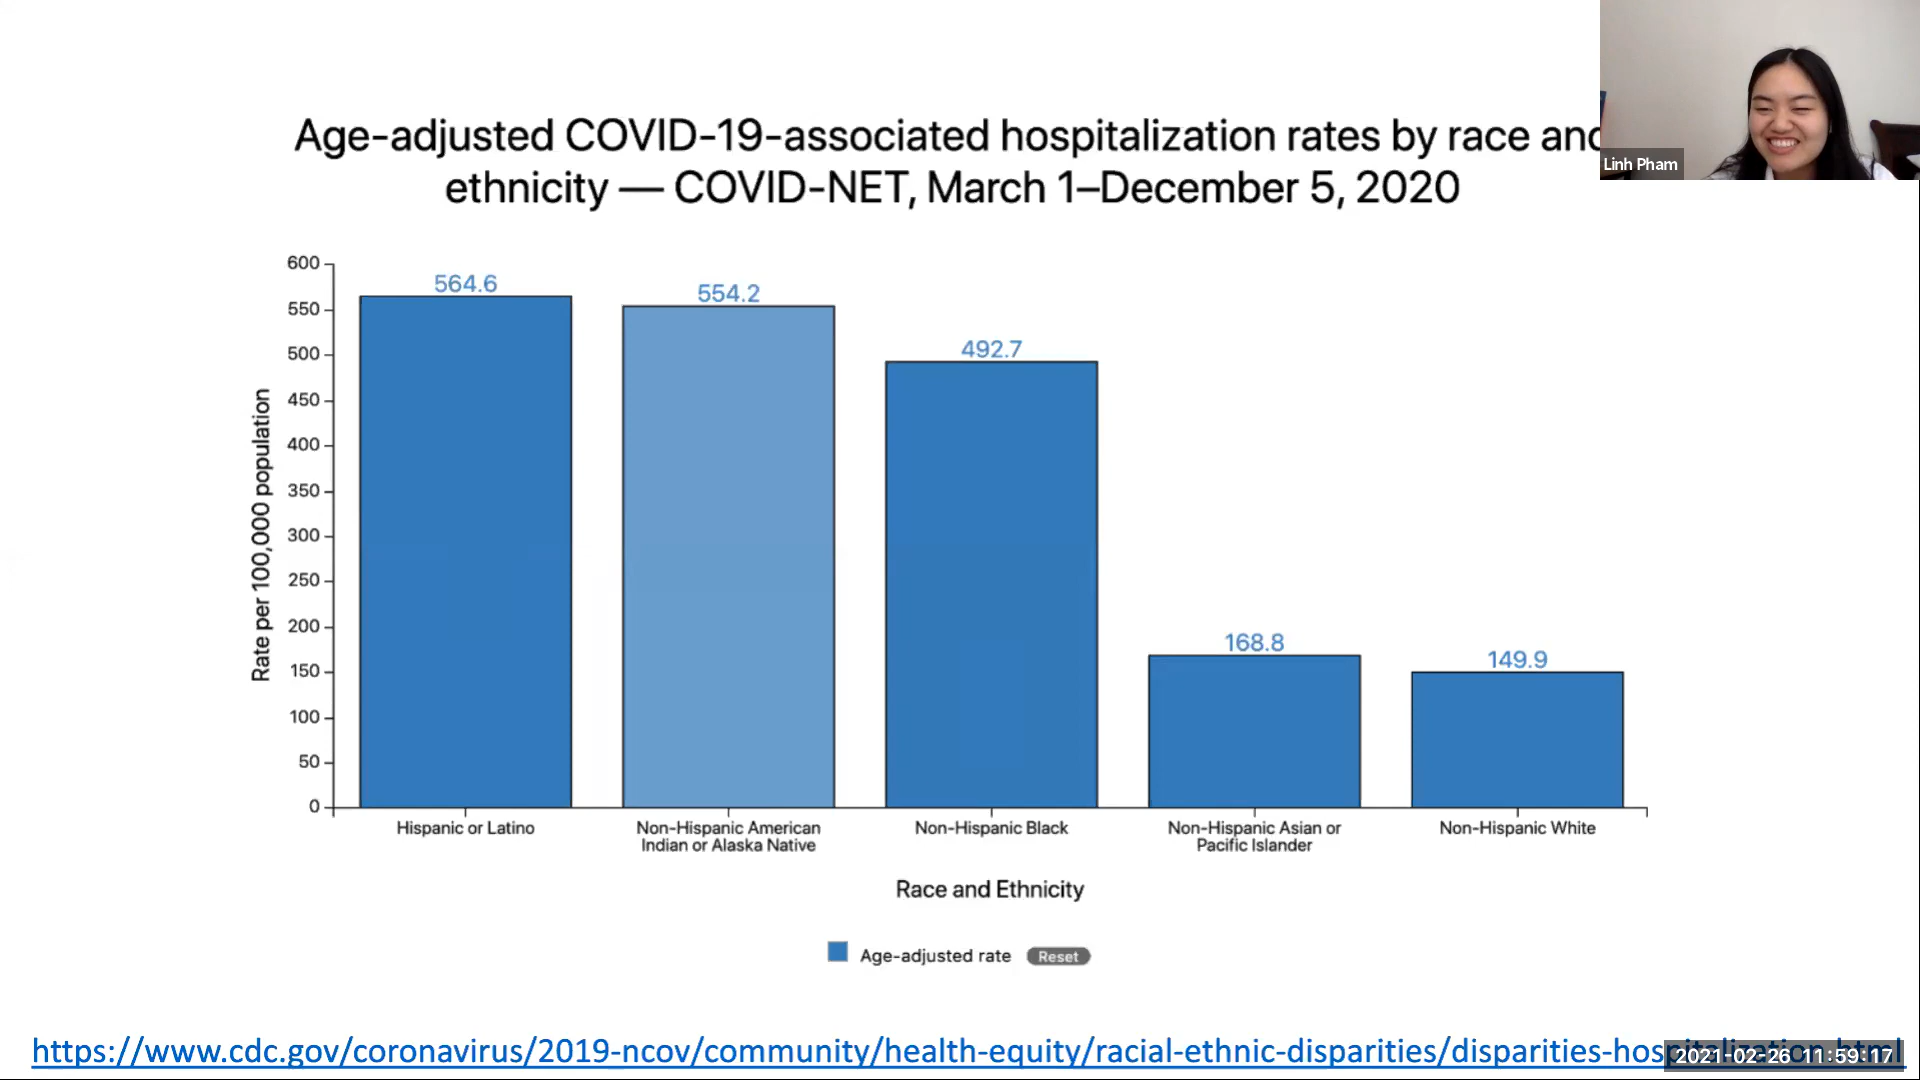 Age-adjusted COVID-19-associated hospitalization rates by race and
ethnicity — COVID-NET, March 1–December 5, 2020
Linh Pham
Rate per 100,000 population
600
550
500
450
400
350
300
250
200
150
100
50
0
564.6
554.2
492.7
168.8
149.9
Hispanic or Latino
Non-Hispanic American
Indian or Alaska Native
Non-Hispanic Black
Non-Hispanic Asian or
Pacific Islander
Non-Hispanic White
Race and Ethnicity
Age-adjusted rate
Reset
https://www.cdc.gov/coronavirus/2019-ncov/community/health-equity/racial-ethnic-disparities/disparities-hospitalization.html
2021-02-26 11:59:17